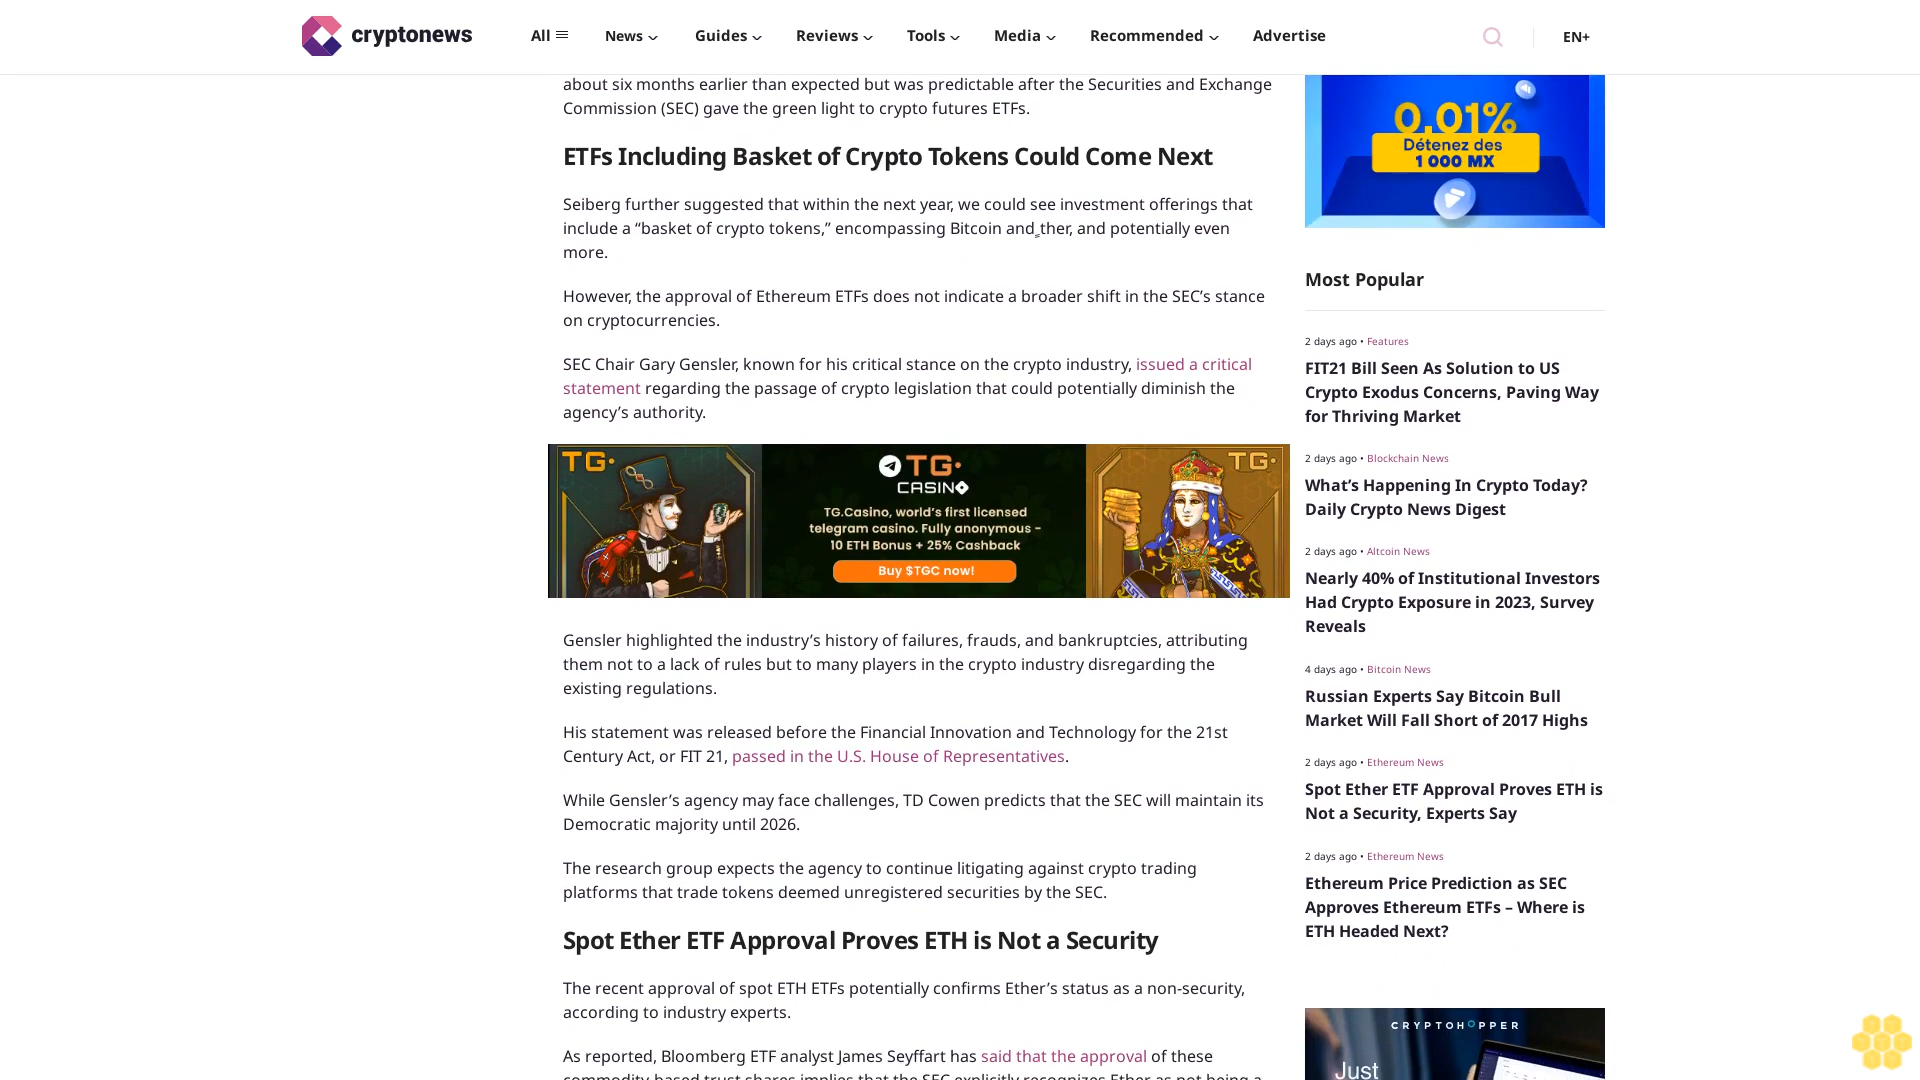 cryptonews
All
News
Guides
Reviews
Tools
Media
Recommended
Advertise
EN+
about six months earlier than expected but was predictable after the Securities and Exchange
Commission (SEC) gave the green light to crypto futures ETFs.
ETFs Including Basket of Crypto Tokens Could Come Next
Seiberg further suggested that within the next year, we could see investment offerings that
include a “basket of crypto tokens,” encompassing Bitcoin and ther, and potentially even
more.
However, the approval of Ethereum ETFs does not indicate a broader shift in the SEC’s stance
on cryptocurrencies.
SEC Chair Gary Gensler, known for his critical stance on the crypto industry, issued a critical
statement regarding the passage of crypto legislation that could potentially diminish the
agency’s authority.
TG.
TG.
CASINO
TG.Casino, world’s first licensed
telegram casino. Fully anonymous –
10 ETH Bonus + 25% Cashback
Buy $TGC now!
TG.
Gensler highlighted the industry’s history of failures, frauds, and bankruptcies, attributing
them not to a lack of rules but to many players in the crypto industry disregarding the
existing regulations.
His statement was released before the Financial Innovation and Technology for the 21st
Century Act, or FIT 21, passed in the U.S. House of Representatives.
While Gensler’s agency may face challenges, TD Cowen predicts that the SEC will maintain its
Democratic majority until 2026.
The research group expects the agency to continue litigating against crypto trading
platforms that trade tokens deemed unregistered securities by the SEC.
Spot Ether ETF Approval Proves ETH is Not a Security
The recent approval of spot ETH ETFs potentially confirms Ether’s status as a non-security,
according to industry experts.
As reported, Bloomberg ETF analyst James Seyffart has said that the approval of these
commodity-based trust shares implies that the SEC explicitly recognizes Ether as not being a
0.01%
Détenez des
1 000 MX
Most Popular
2 days ago • Features
FIT21 Bill Seen As Solution to US
Crypto Exodus Concerns, Paving Way
for Thriving Market
2 days ago • Blockchain News
What’s Happening In Crypto Today?
Daily Crypto News Digest
2 days ago • Altcoin News
Nearly 40% of Institutional Investors
Had Crypto Exposure in 2023, Survey
Reveals
4 days ago • Bitcoin News
Russian Experts Say Bitcoin Bull
Market Will Fall Short of 2017 Highs
2 days ago • Ethereum News
Spot Ether ETF Approval Proves ETH is
Not a Security, Experts Say
2 days ago • Ethereum News
Ethereum Price Prediction as SEC
Approves Ethereum ETFs – Where is
ETH Headed Next?
CRYPTOHOPPER
Just